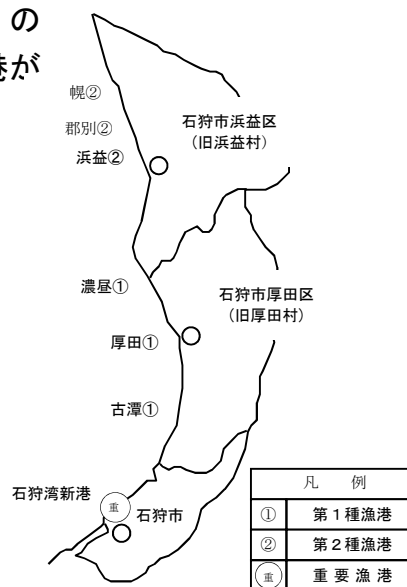 の
港が
幌②
郡別②
浜益②
石狩市浜益区
（旧浜益村）
濃昼①
石狩市厚田区
（旧厚田村）
厚田①
古潭①
石狩湾新港
重
石狩市
凡　例
① 第１種漁港
② 第２種漁港
重 重要漁港